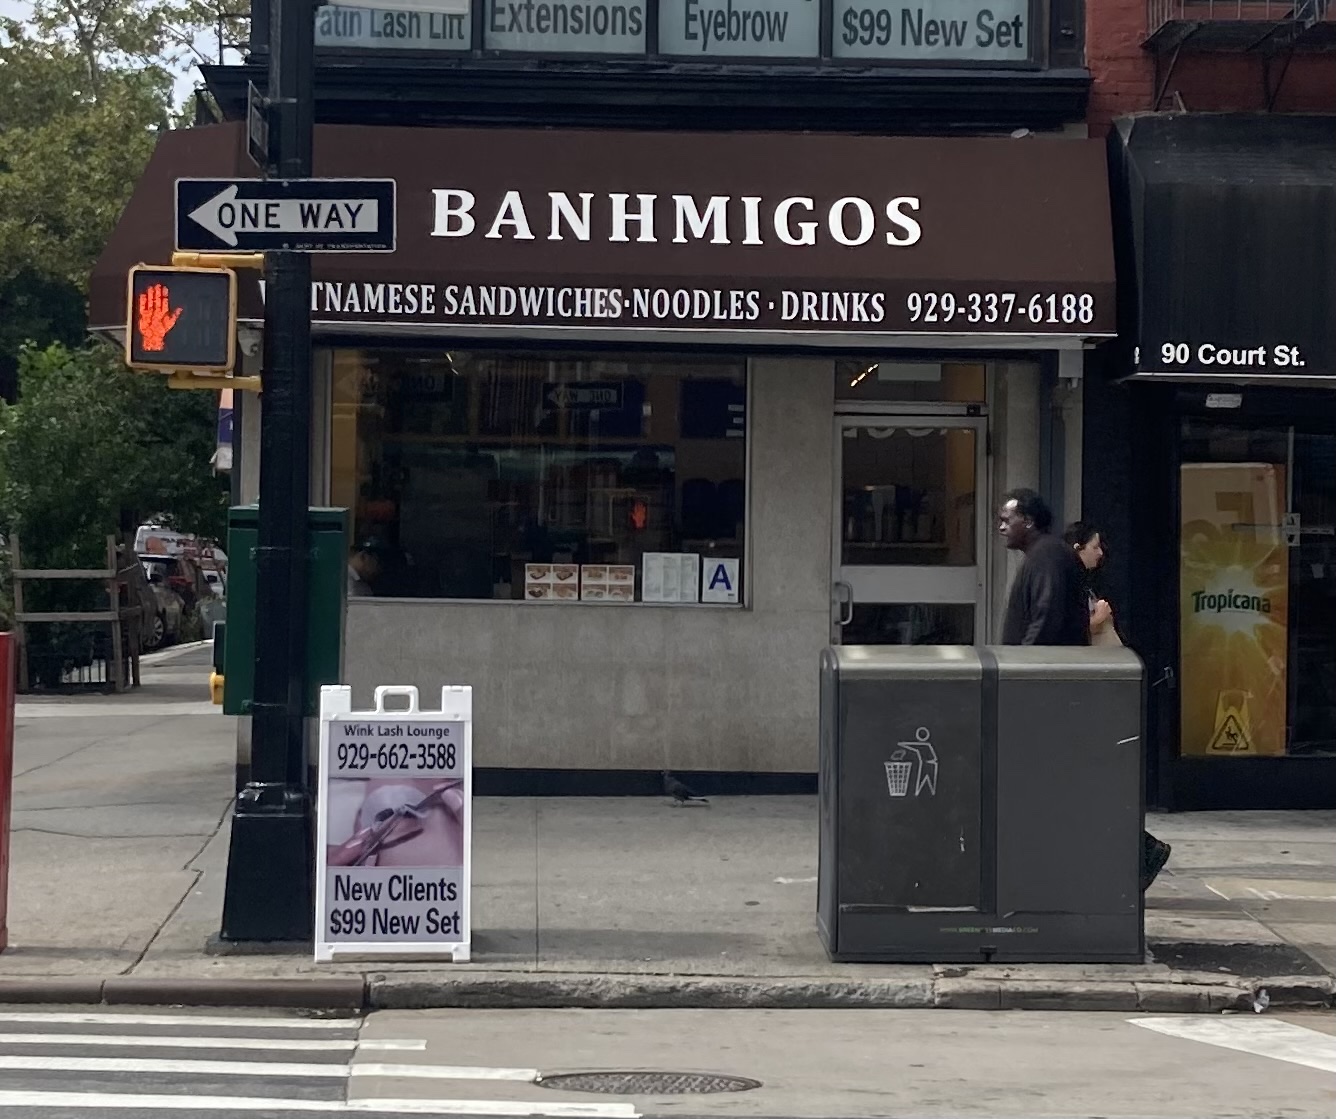 atin Lash Lift
Extensions
Eyebrow
$99 New Set
ONE WAY
BANHMIGOS
TNAMESE SANDWICHES·NOODLES · DRINKS 929-337-6188
90 Court St.
A
Tropicana
Wink Lash Lounge
929-662-3588
New Clients
$99 New Set